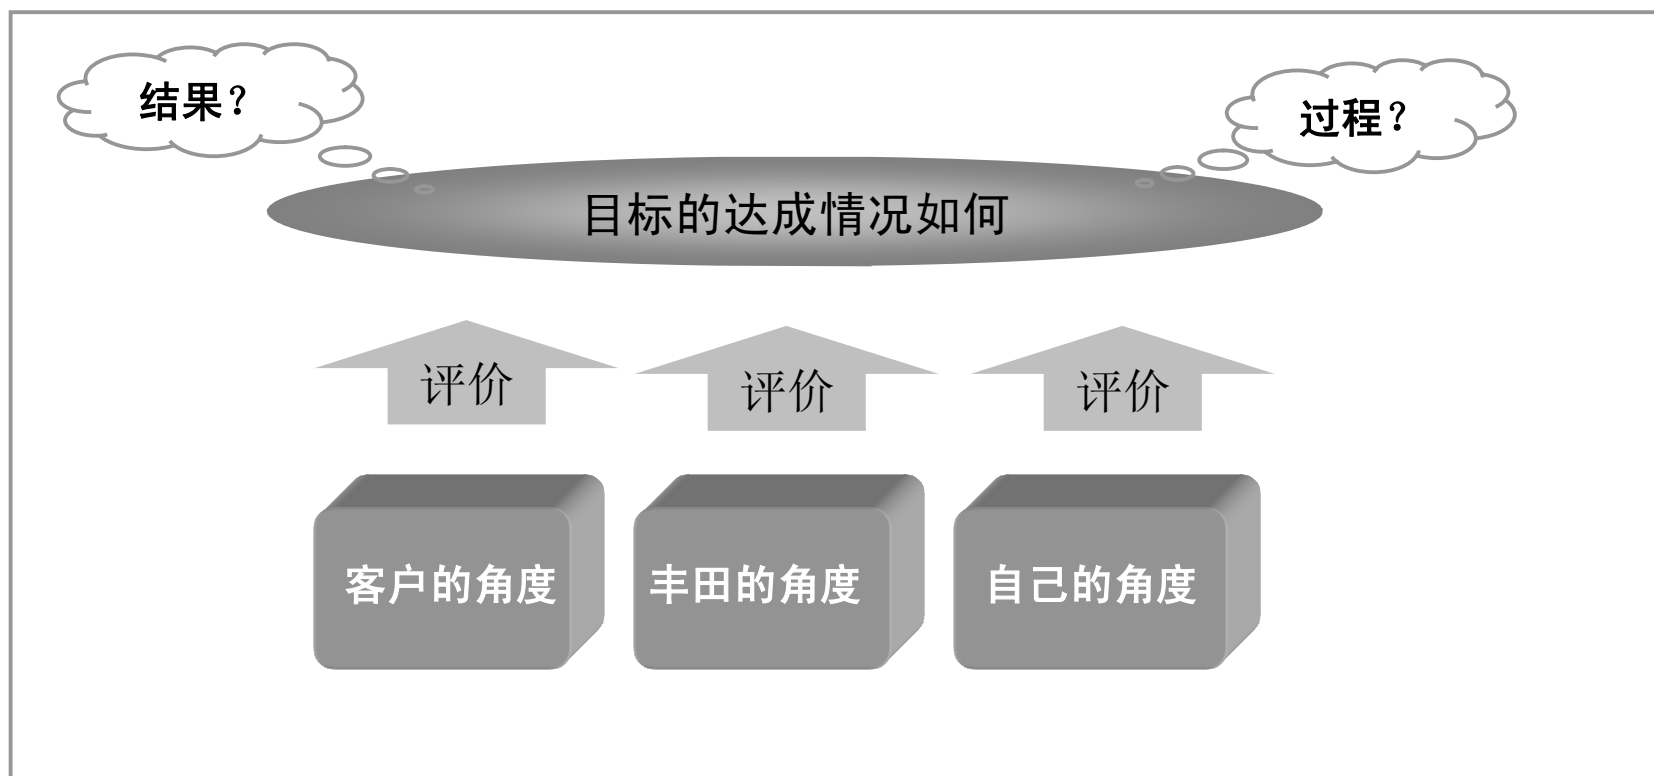 结果？
过程？
目标的达成情况如何
评价
评价
评价
客户的角度
丰田的角度
自己的角度